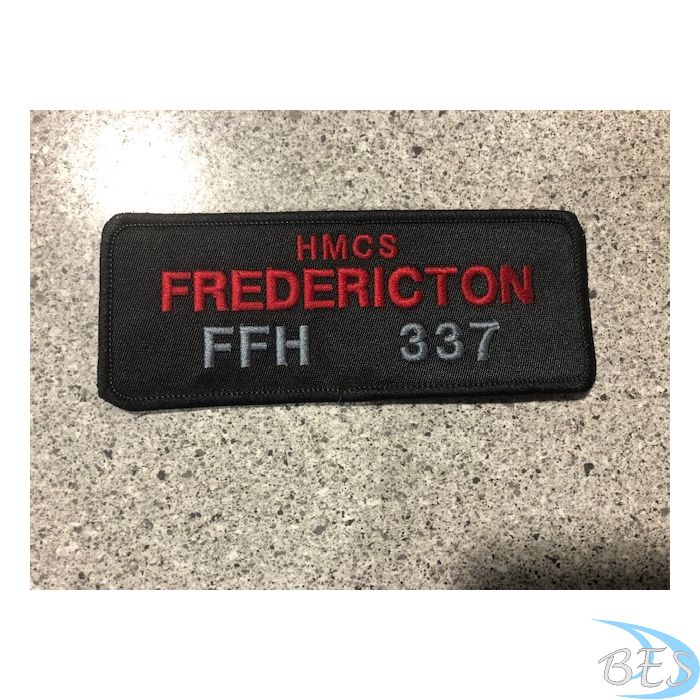 HMCS
FREDERICTON
FFH 337
BES